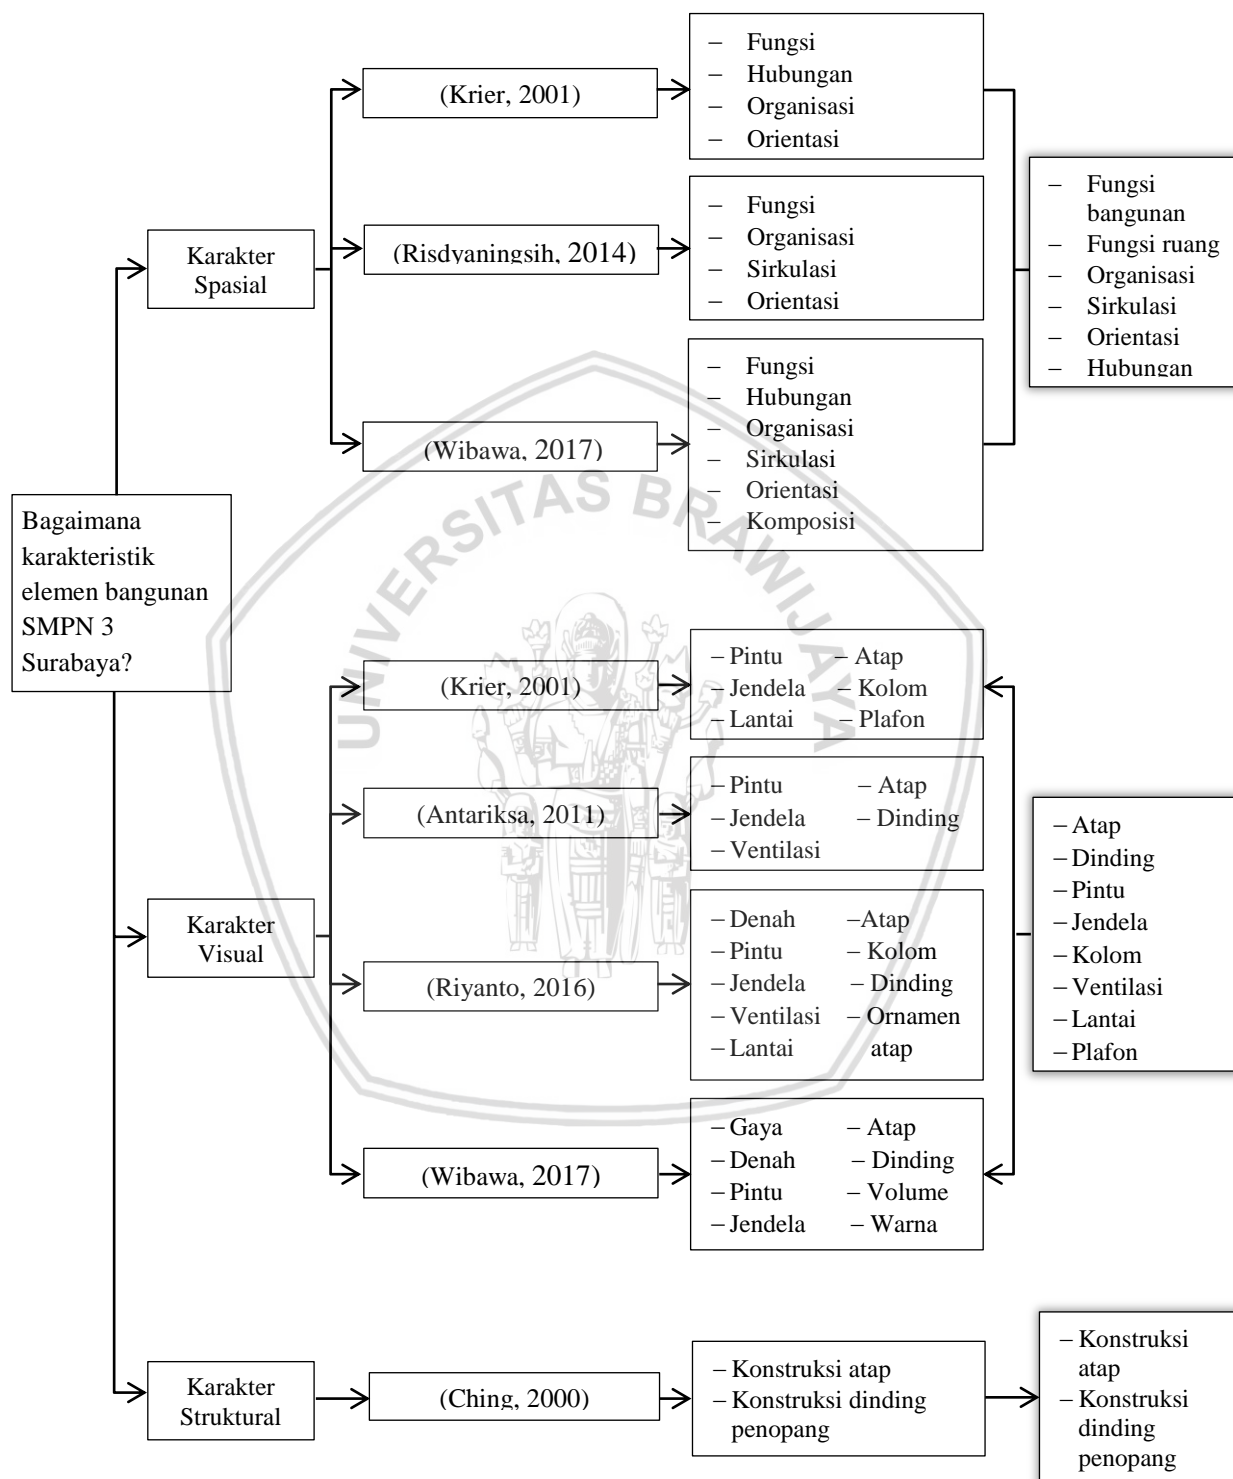 Bagaimana
karakteristik
elemen bangunan
SMPN 3
Surabaya?
Karakter
Spasial
(Krier, 2001)
– Fungsi
– Hubungan
– Organisasi
– Orientasi
(Risdyaningsih, 2014)
– Fungsi
– Organisasi
– Sirkulasi
– Orientasi
(Wibawa, 2017)
– Fungsi
– Hubungan
– Organisasi
– Sirkulasi
– Orientasi
– Komposisi
– Fungsi
bangunan
– Fungsi ruang
– Organisasi
– Sirkulasi
– Orientasi
– Hubungan
UNIVERSITAS BRAWIJAYA
Karakter
Visual
(Krier, 2001)
– Pintu – Atap
– Jendela – Kolom
– Lantai – Plafon
(Antariksa, 2011)
– Pintu – Atap
– Jendela – Dinding
– Ventilasi
(Riyanto, 2016)
– Denah –Atap
– Pintu – Kolom
– Jendela – Dinding
– Ventilasi – Ornamen
– Lantai atap
(Wibawa, 2017)
– Gaya – Atap
– Denah – Dinding
– Pintu – Volume
– Jendela – Warna
– Atap
– Dinding
– Pintu
– Jendela
– Kolom
– Ventilasi
– Lantai
– Plafon
Karakter
Struktural
(Ching, 2000)
– Konstruksi atap
– Konstruksi dinding
penopang
– Konstruksi
atap
– Konstruksi
dinding
penopang